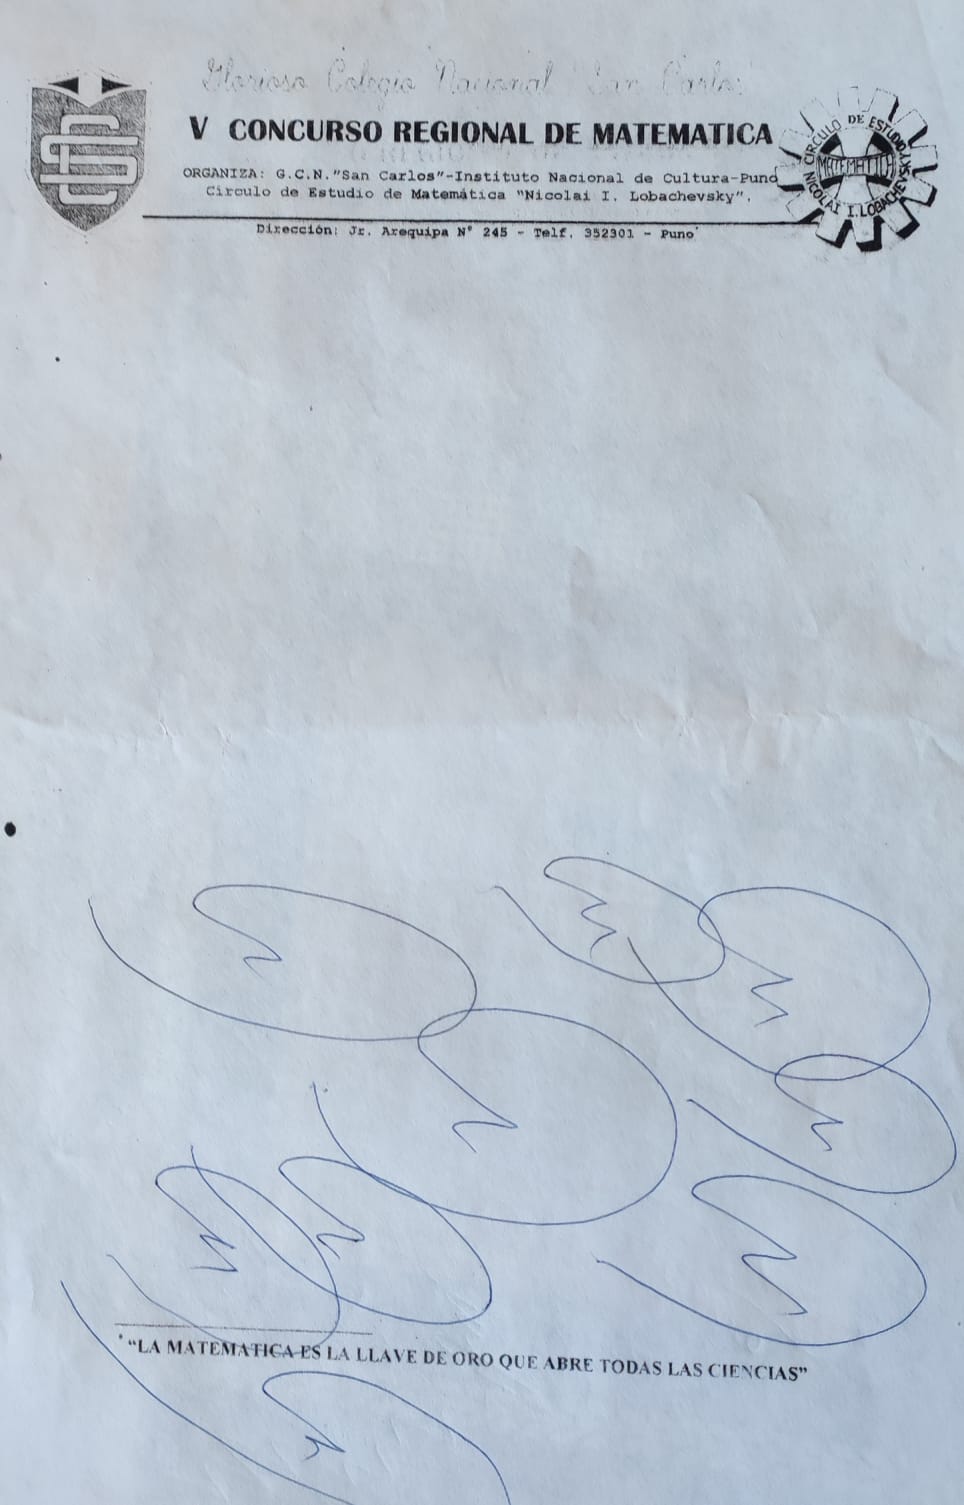 Glorioso Colegio Nacional "San Carlos"
V CONCURSO REGIONAL DE MATEMATICA
ORGANIZA: G.C.N."San Carlos"-Instituto Nacional de Cultura-Puno
Circulo de Estudio de Matemática "Nicolai I. Lobachevsky".
Dirección: Jr. Arequipa N° 245 - Telf. 352301 - Puno
CIRCULO DE ESTUDIO
MATEMATICA
NICOLAI I. LOBACHEVSKY
"LA MATEMATICA ES LA LLAVE DE ORO QUE ABRE TODAS LAS CIENCIAS"